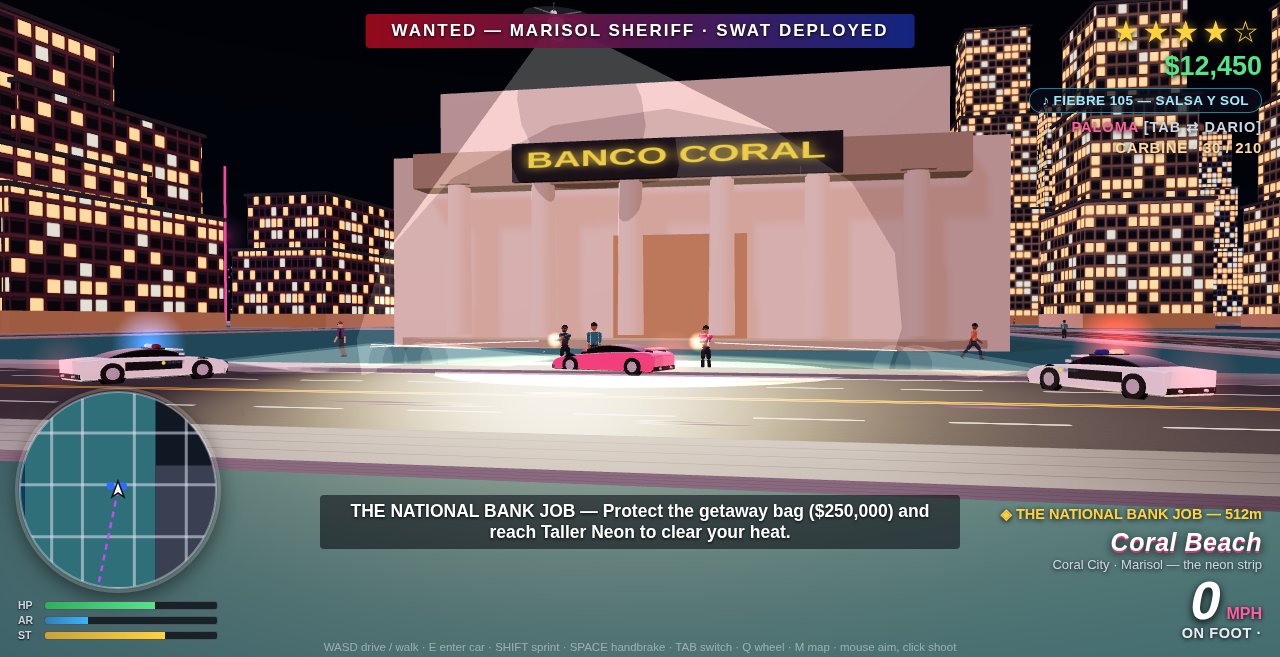 WANTED — MARISOL SHERIFF · SWAT DEPLOYED
★★★★☆
$12,450
♪ FIEBRE 105 — SALSA Y SOL
PALOMA [TAB ⇄ DARIO]
CARBINE · 30 / 210
BANCO CORAL
THE NATIONAL BANK JOB — Protect the getaway bag ($250,000) and
reach Taller Neon to clear your heat.
◈ THE NATIONAL BANK JOB — 512m
Coral Beach
Coral City · Marisol — the neon strip
0 MPH
ON FOOT ·
HP
AR
ST
WASD drive / walk · E enter car · SHIFT sprint · SPACE handbrake · TAB switch · Q wheel · M map · mouse aim, click shoot